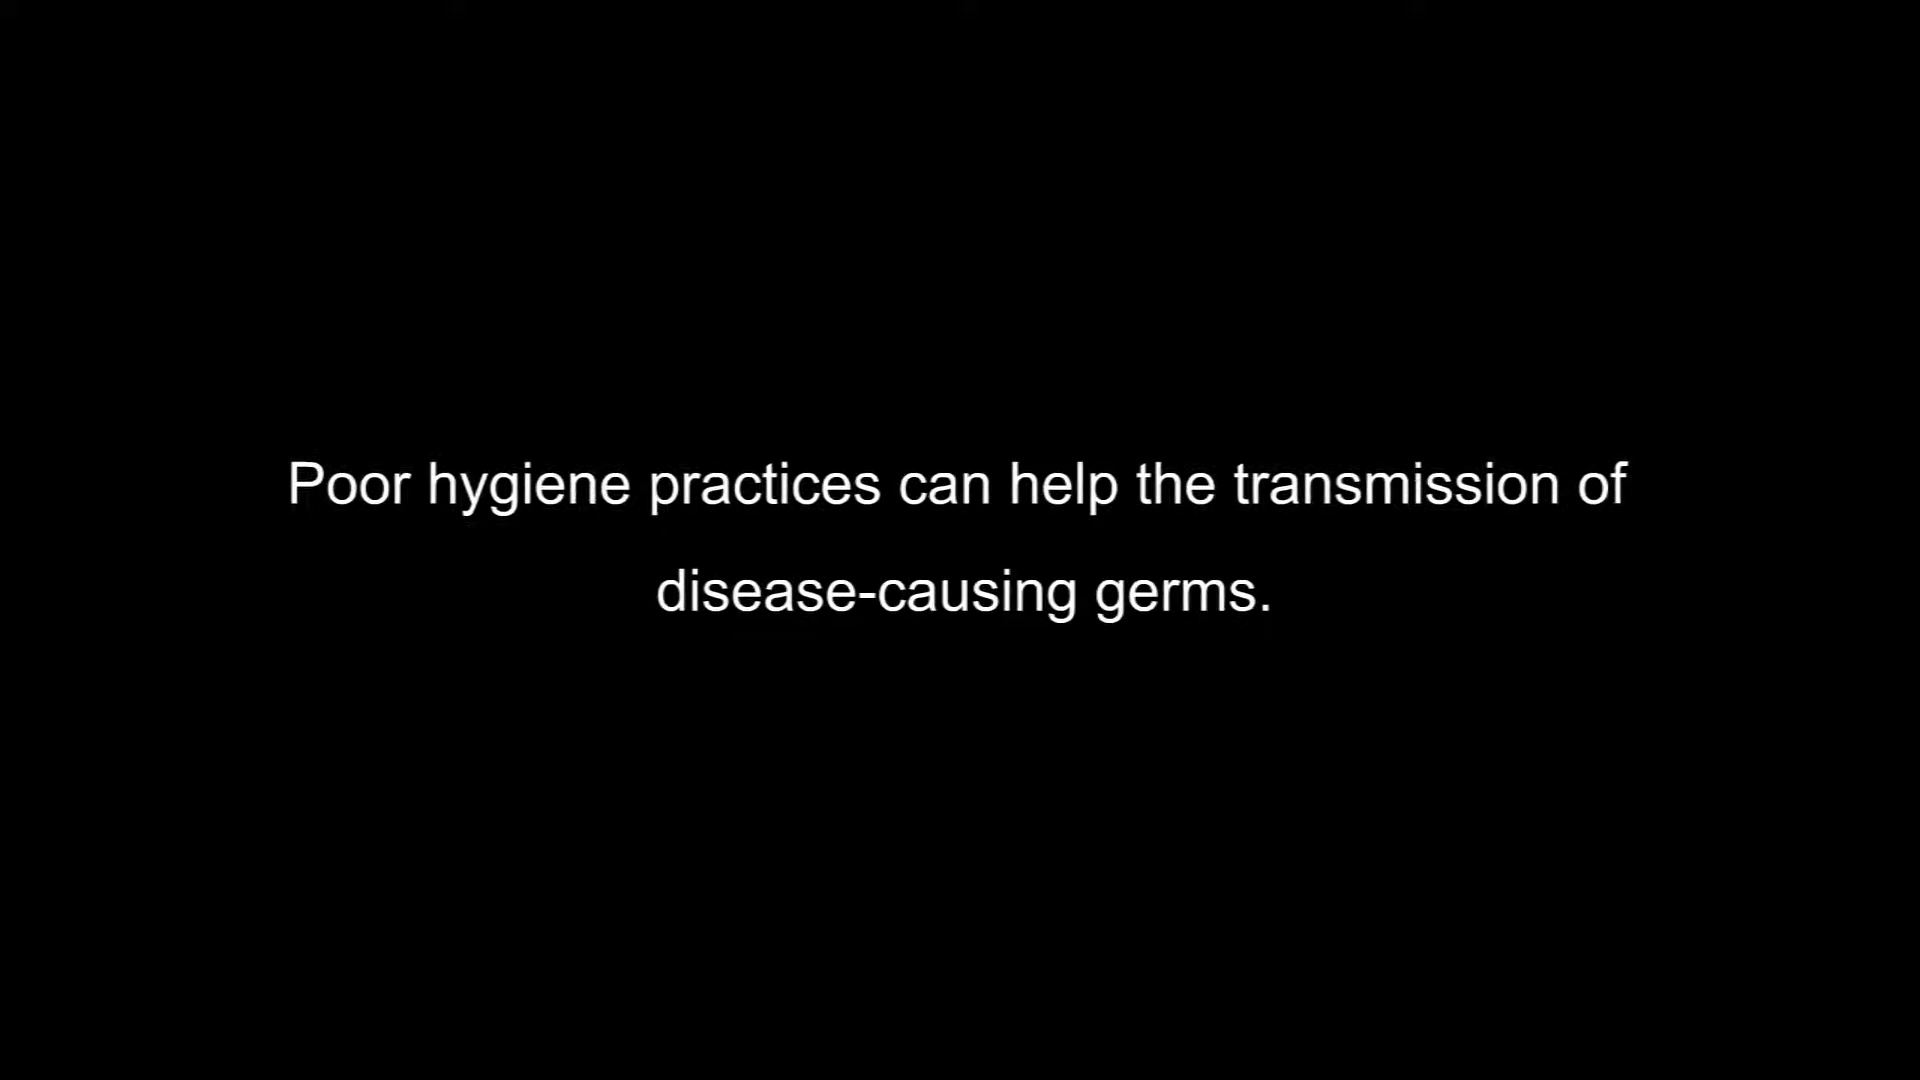 Poor hygiene practices can help the transmission of
disease-causing germs.